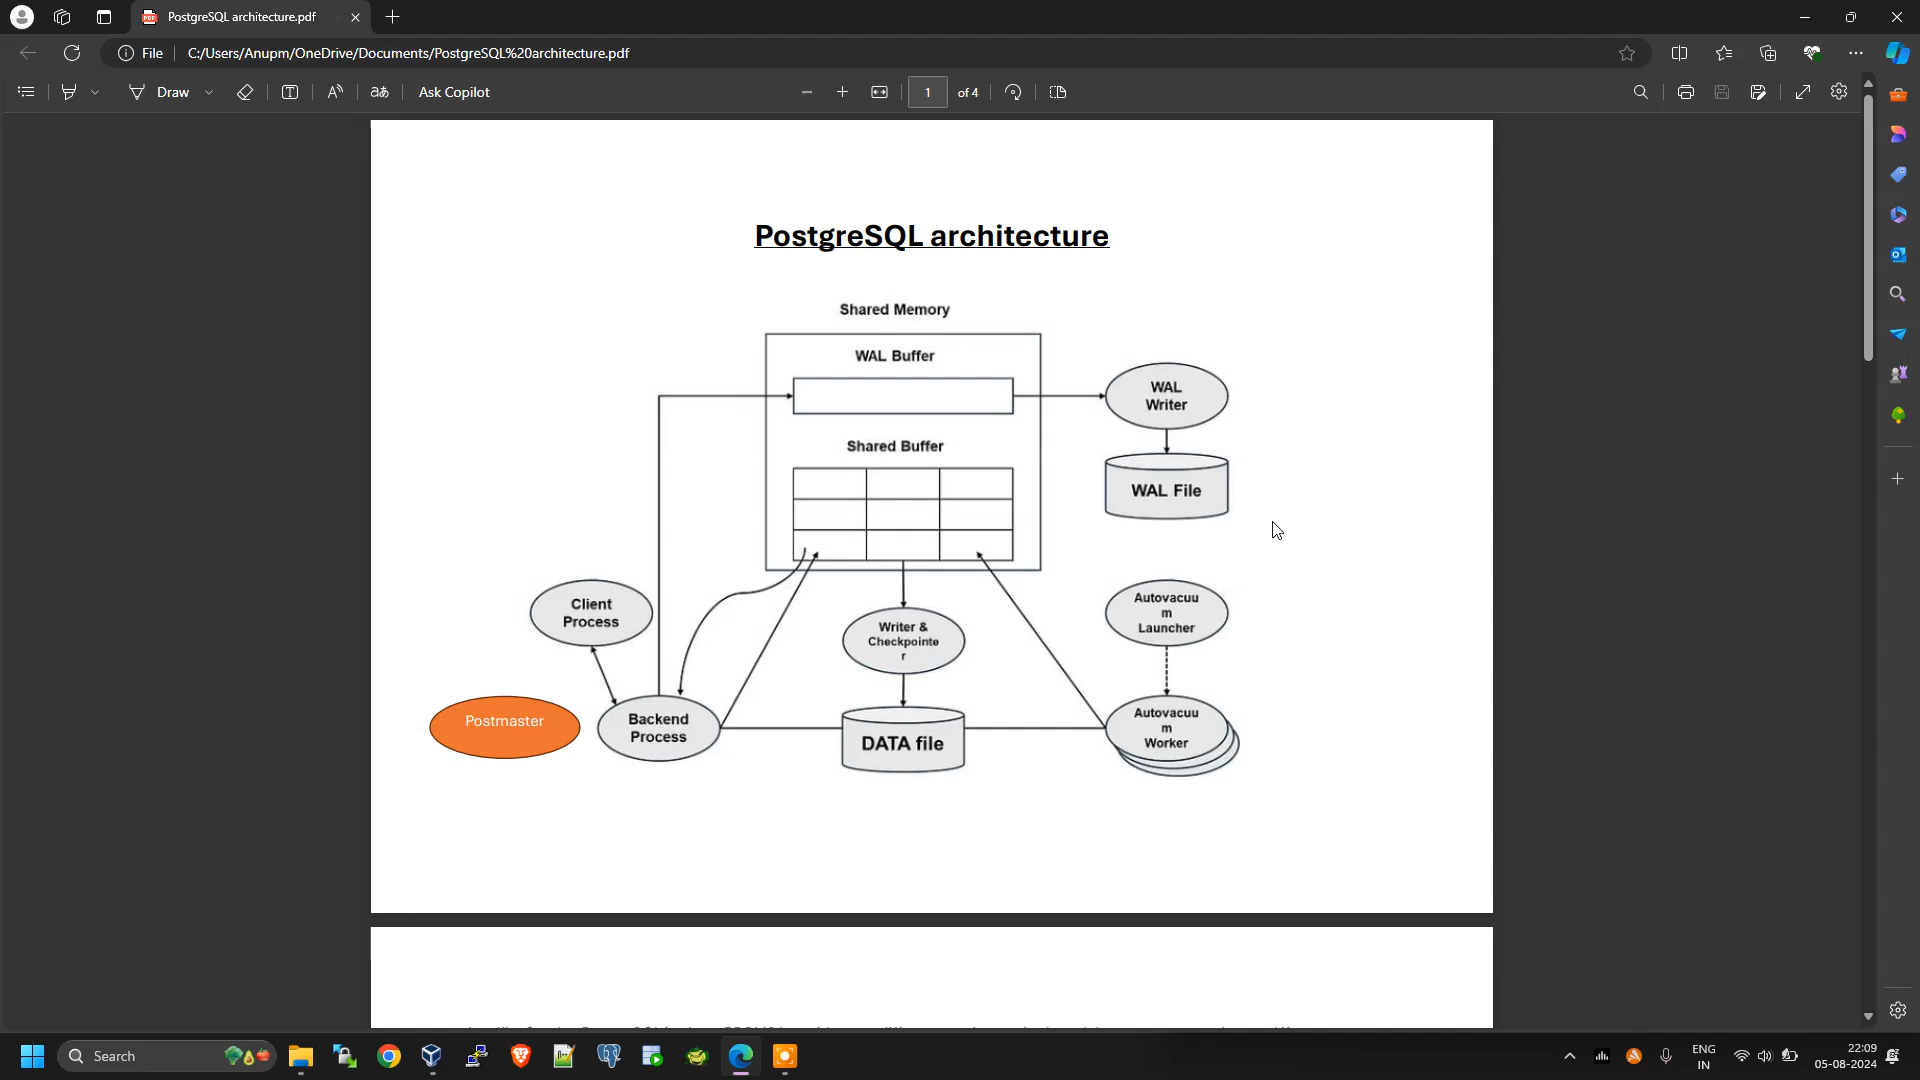 PostgreSQL architecture.pdf
File
C:/Users/Anupm/OneDrive/Documents/PostgreSQL%20architecture.pdf
Draw
aあ
Ask Copilot
1 of 4
PostgreSQL architecture
Shared Memory
WAL Buffer
WAL
Writer
Shared Buffer
WAL File
Client
Process
Writer &
Checkpointe
r
Autovacuu
m
Launcher
Postmaster
Backend
Process
DATA file
Autovacuu
m
Worker
Search
ENG
IN
22:09
05-08-2024